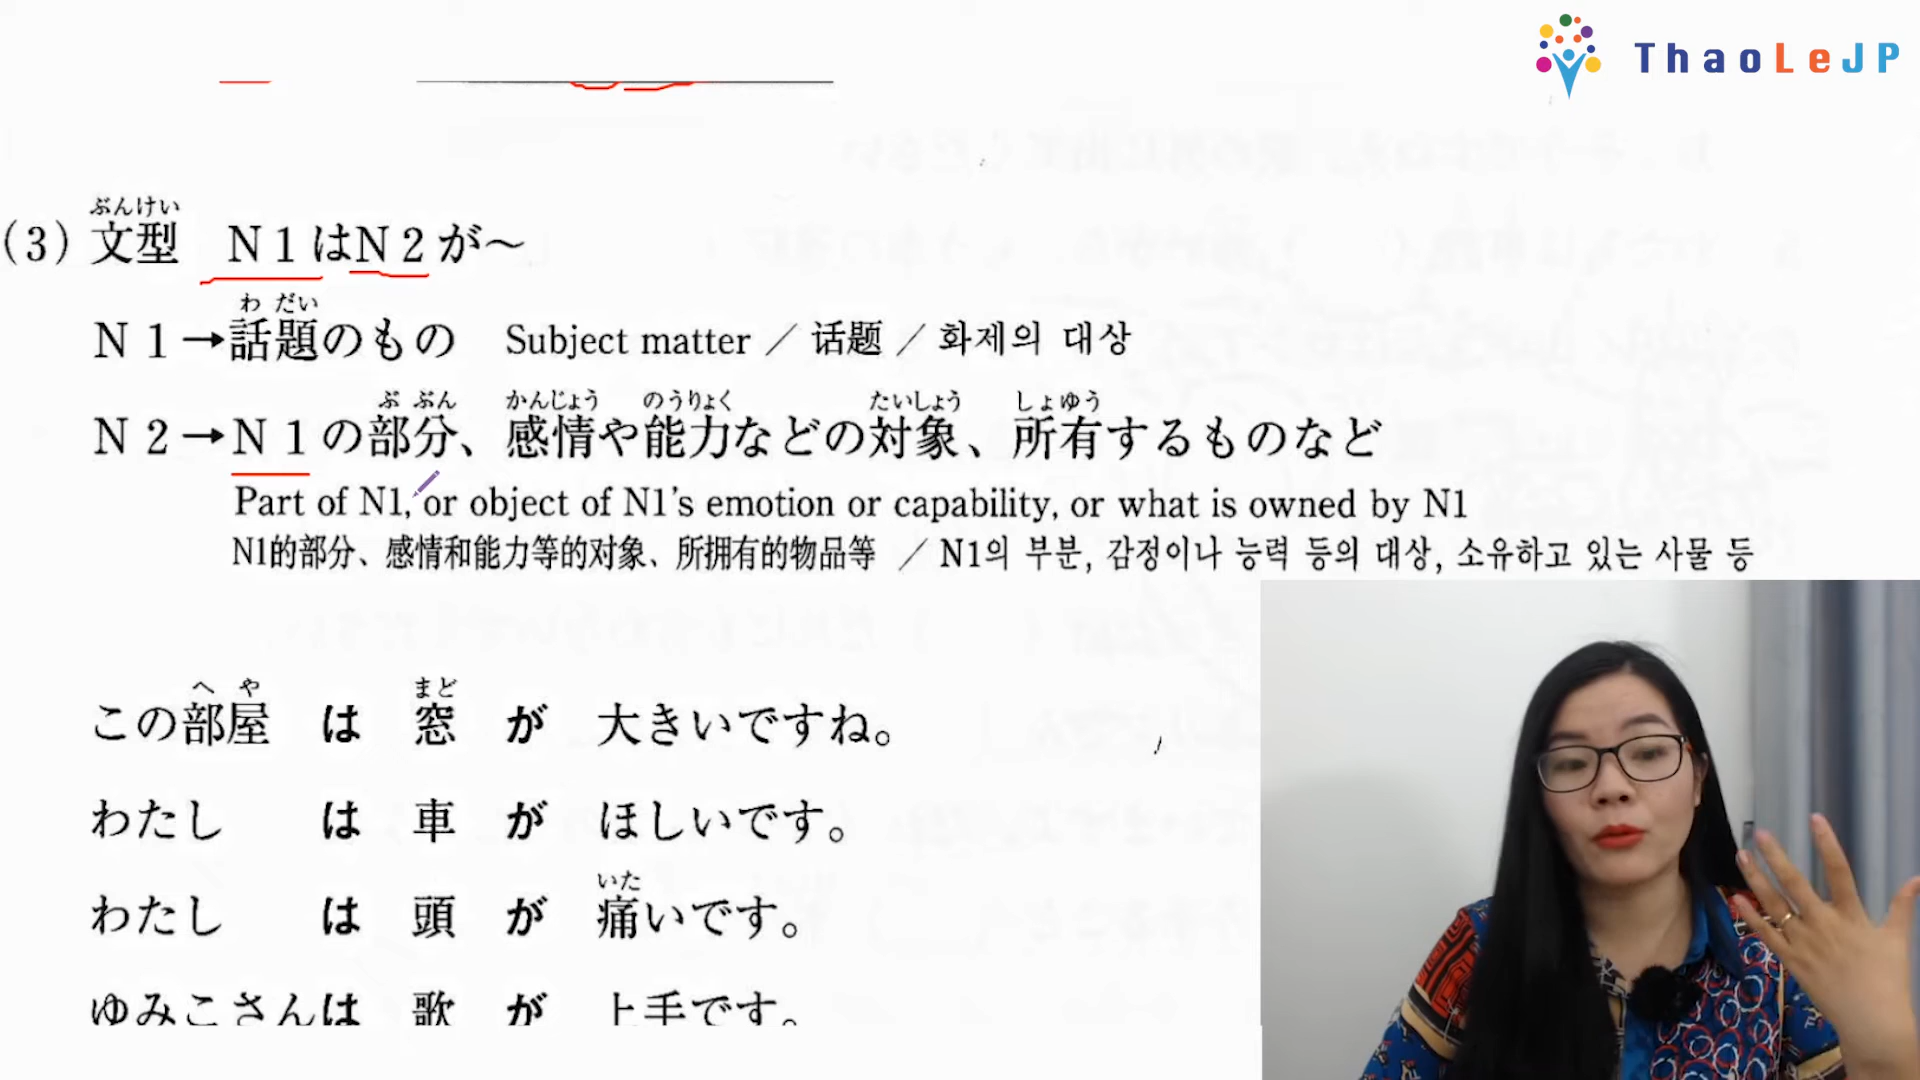 ThaoLeJP
ぶんけい
(3) 文型 N1はN2が～
わ だい
N1→話題のもの Subject matter / 话题 / 화제의 대상
ぶ ぶん かんじょう のうりょく たいしょう しょゆう
N2→N1の部分、感情や能力などの対象、所有するものなど
Part of N1, or object of N1's emotion or capability, or what is owned by N1
N1的部分、感情和能力等的对象、所拥有的物品等 / N1의 부분, 감정이나 능력 등의 대상, 소유하고 있는 사물 등
へ や まど
この部屋 は 窓 が 大きいですね。
わたし は 車 が ほしいです。
いた
わたし は 頭 が 痛いです。
ゆみこさんは 歌 が 上手です。